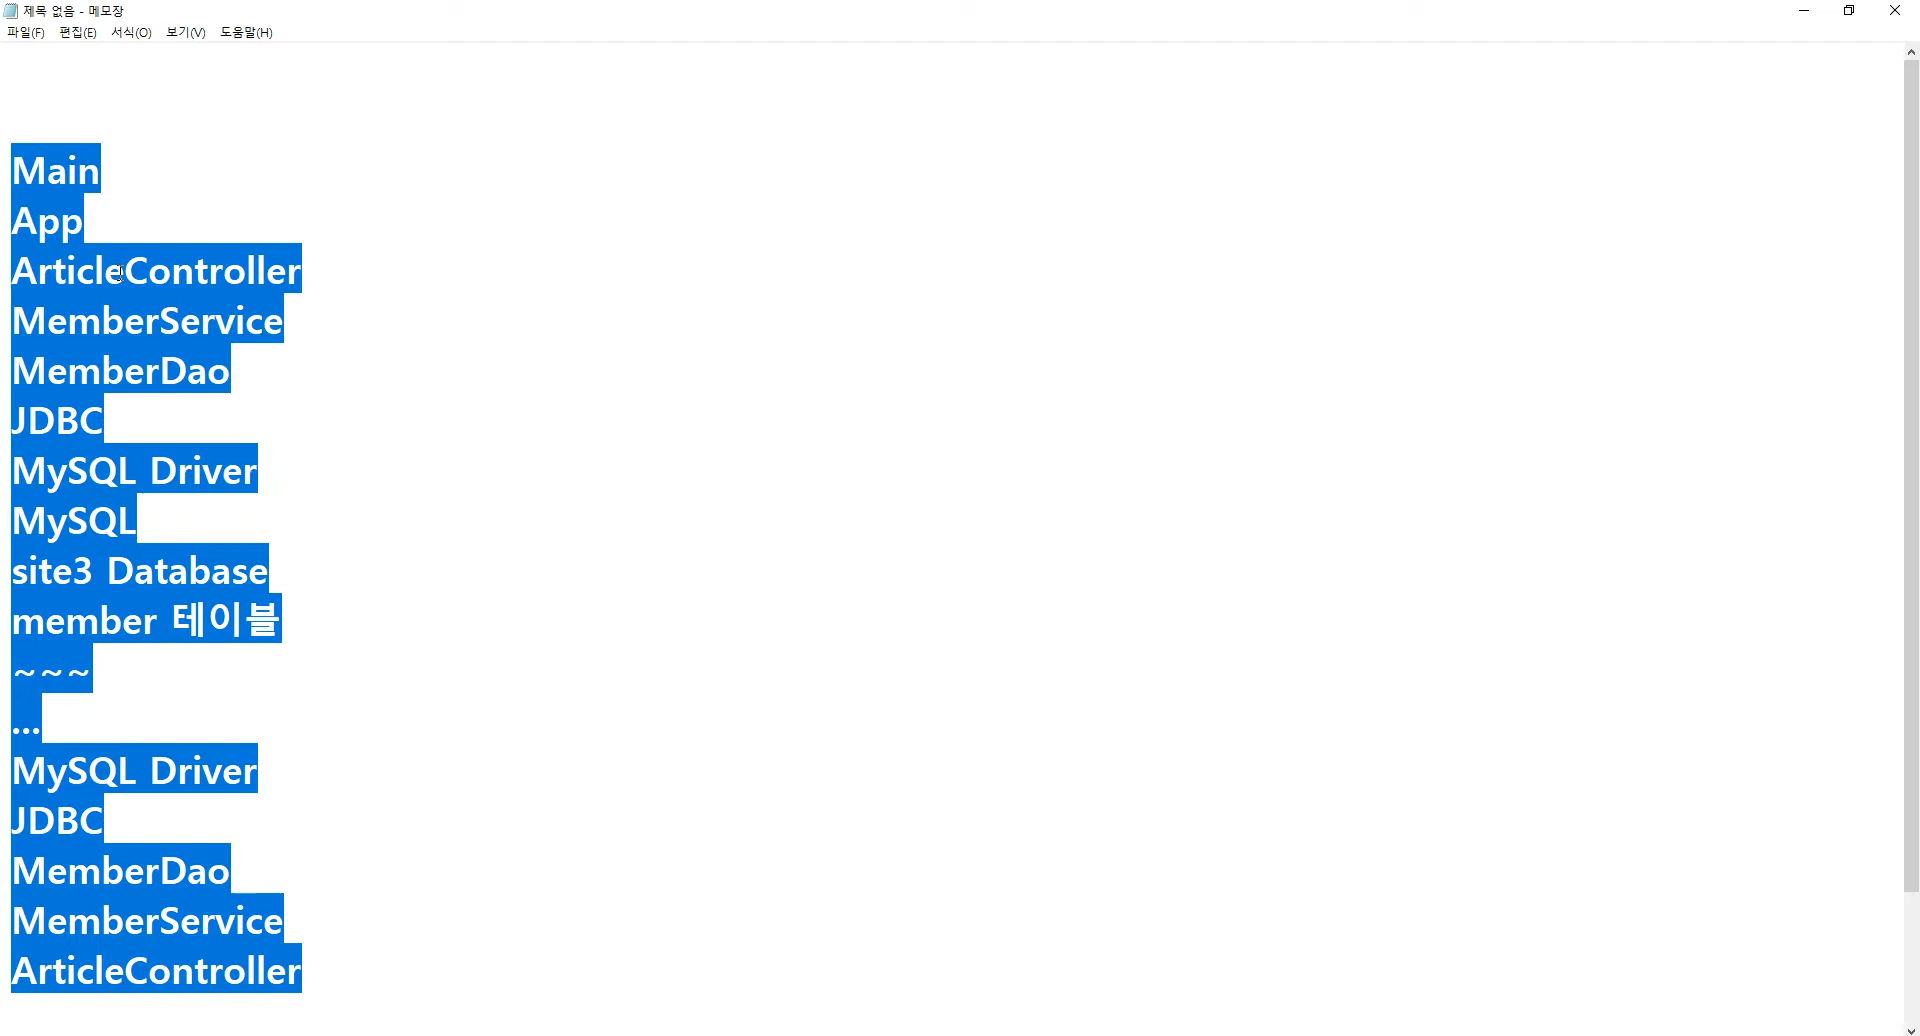 제목 없음 - 메모장
파일(F) 편집(E) 서식(O) 보기(V) 도움말(H)
Main
App
ArticleController
MemberService
MemberDao
JDBC
MySQL Driver
MySQL
site3 Database
member 테이블
~~~
...
MySQL Driver
JDBC
MemberDao
MemberService
ArticleController